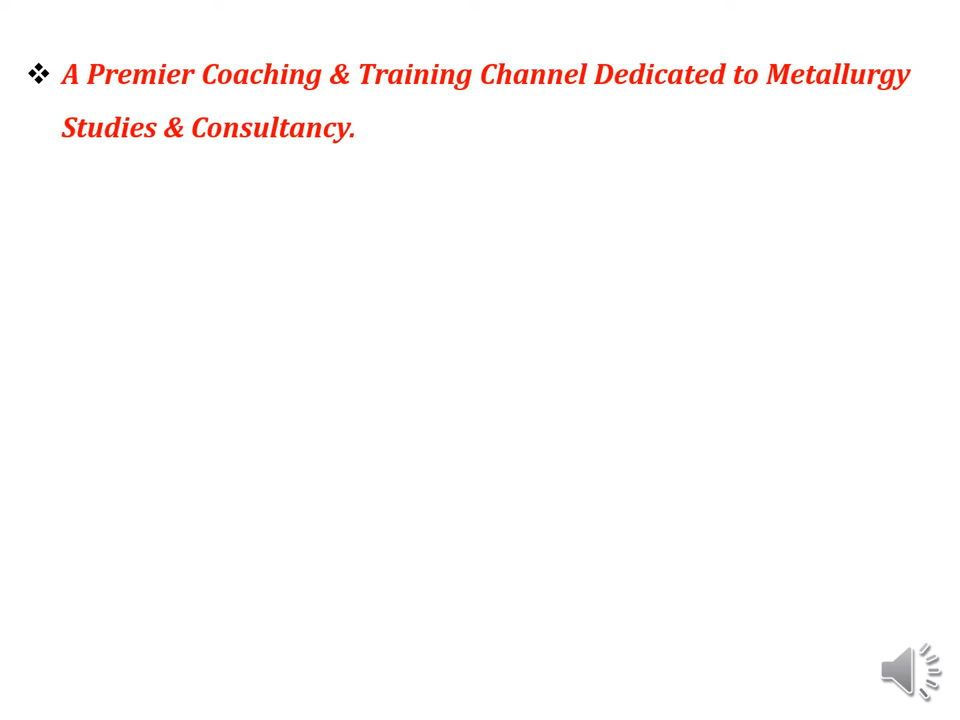 ❖ A Premier Coaching & Training Channel Dedicated to Metallurgy
Studies & Consultancy.